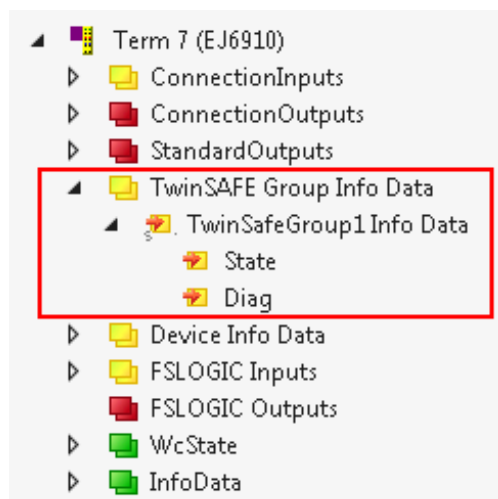 Term 7 (EJ6910)
ConnectionInputs
ConnectionOutputs
StandardOutputs
TwinSAFE Group Info Data
TwinSafeGroup1 Info Data
State
Diag
Device Info Data
FSLOGIC Inputs
FSLOGIC Outputs
WcState
InfoData